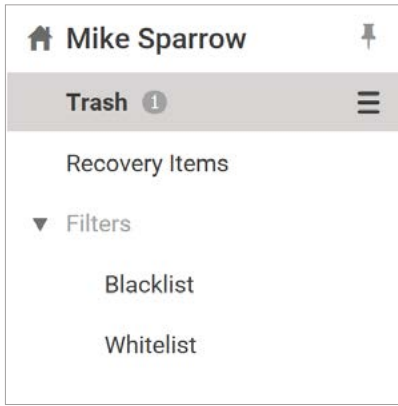 Mike Sparrow
Trash 1
Recovery Items
Filters
Blacklist
Whitelist